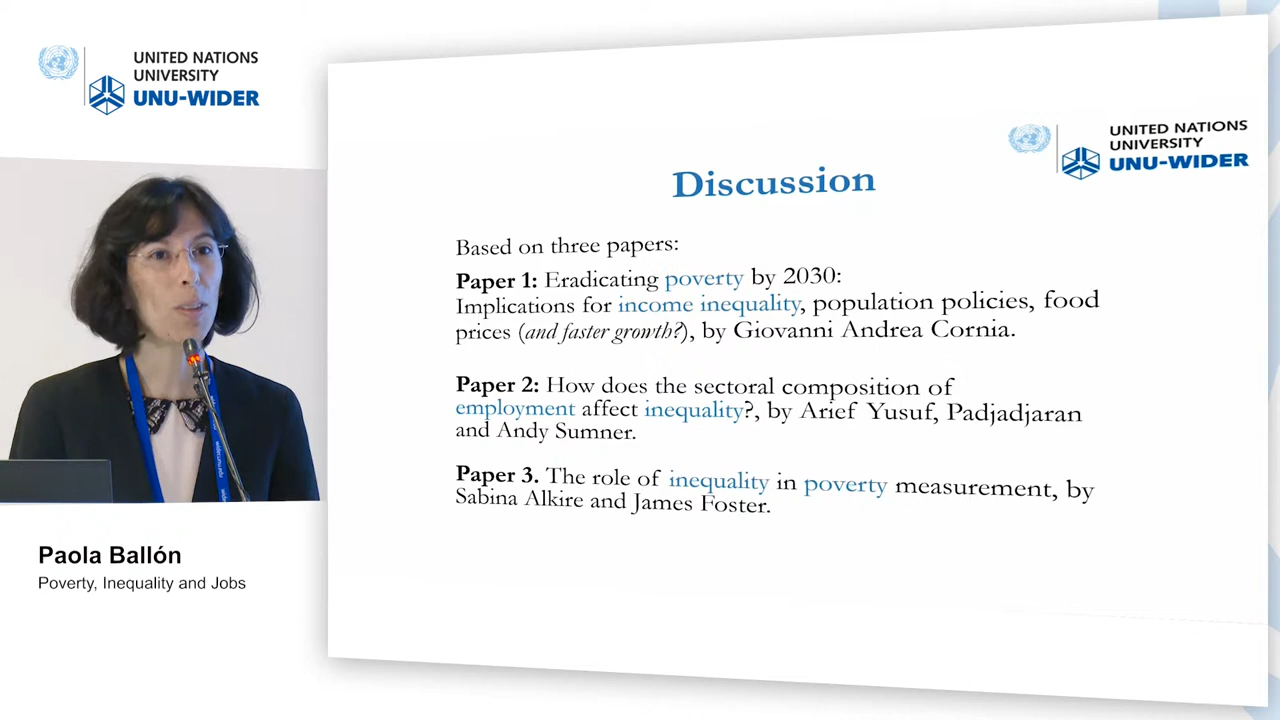 UNITED NATIONS
UNIVERSITY
UNU-WIDER
Paola Ballón
Poverty, Inequality and Jobs
UNITED NATIONS
UNIVERSITY
UNU-WIDER
Discussion
Based on three papers:
Paper 1: Eradicating poverty by 2030:
Implications for income inequality, population policies, food
prices (and faster growth?), by Giovanni Andrea Cornia.
Paper 2: How does the sectoral composition of
employment affect inequality?, by Arief Yusuf, Padjadjaran
and Andy Sumner.
Paper 3. The role of inequality in poverty measurement, by
Sabina Alkire and James Foster.